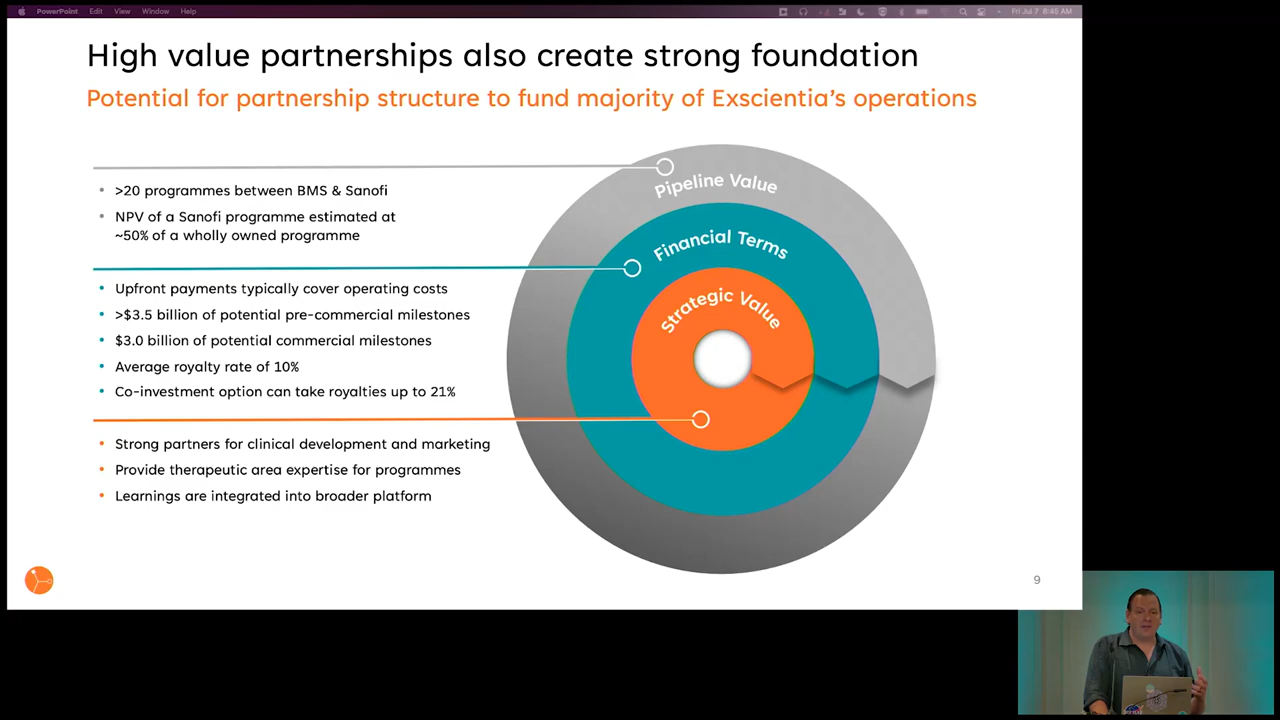 PowerPoint Edit View Window Help
Fri Jul 7 8:45 AM
High value partnerships also create strong foundation
Potential for partnership structure to fund majority of Exscientia's operations
Pipeline Value
• >20 programmes between BMS & Sanofi
• NPV of a Sanofi programme estimated at
~50% of a wholly owned programme
Financial Terms
• Upfront payments typically cover operating costs
• >$3.5 billion of potential pre-commercial milestones
• $3.0 billion of potential commercial milestones
• Average royalty rate of 10%
• Co-investment option can take royalties up to 21%
Strategic Value
• Strong partners for clinical development and marketing
• Provide therapeutic area expertise for programmes
• Learnings are integrated into broader platform
9